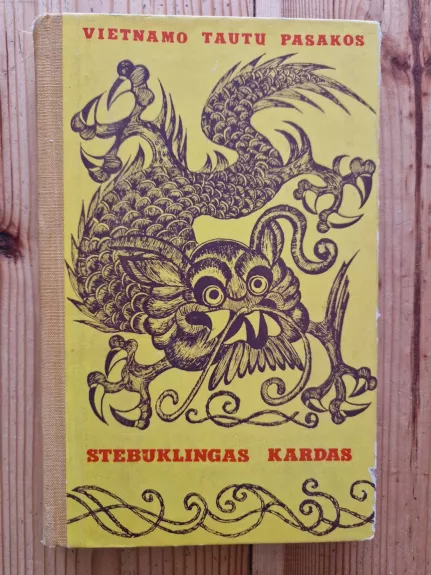 VIETNAMO TAUTŲ PASAKOS
STEBUKLINGAS KARDAS